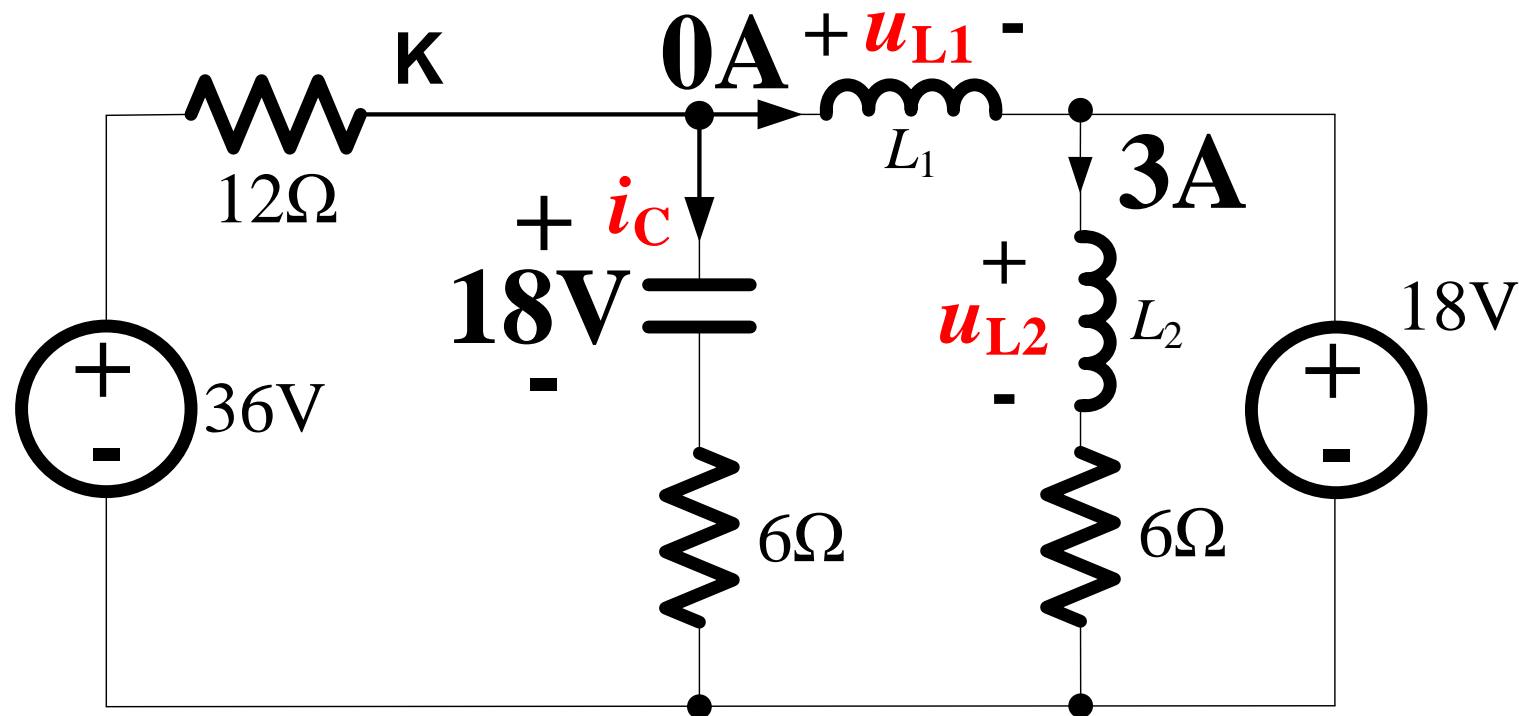 K
0A
+ uL1 -
L1
12Ω
+
iC
18V
-
3A
+
uL2
-
L2
18V
+
-
+
-
36V
6Ω
6Ω